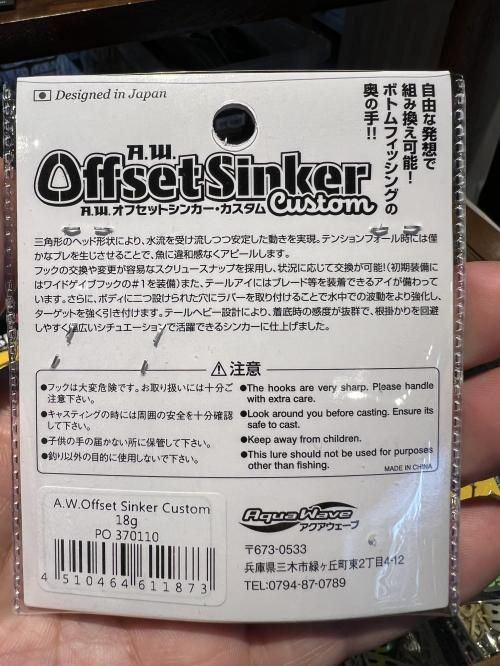 Designed in Japan
自由な発想で
組み換え可能!
ボトムフィッシングの
奥の手!!
A.W.
Offset Sinker
A.W. オフセットシンカー・カスタム Custom
三角形のヘッド形状により、水流を受け流しつつ安定した動きを実現。テンションフォール時には僅
かなブレを生じさせることで、魚に違和感なくアピールします。
フックの交換や変更が容易なスクリュースナップを採用し、状況に応じて交換が可能!(初期装備に
はワイドゲイブフックの#1を装備)また、テールアイにはブレード等を装着できるアイが備わって
います。さらに、ボディに二つ設けられた穴にラバーを取り付けることで水中での波動をより強化し、
ターゲットを強く引き付けます。テールヘビー設計により、着底時の感度が抜群で、根掛かりを回避
しやすく幅広いシチュエーションで活躍できるシンカーに仕上げました。
注意
●フックは大変危険です。お取り扱いには十分ご
注意下さい。
●キャスティングの時には周囲の安全を十分確認
して下さい。
●子供の手の届かない所に保管して下さい。
●釣り以外の目的に使用しないで下さい。
●The hooks are very sharp. Please handle
with extra care.
●Look around you before casting. Ensure its
safe to cast.
●Keep away from children.
●This lure should not be used for purposes
other than fishing.
MADE IN CHINA
A.W.Offset Sinker Custom
18g
PO 370110
4 510464 611873
AquaWave
アクアウェーブ
〒673-0533
兵庫県三木市緑ヶ丘町東2丁目4-12
TEL:0794-87-0789